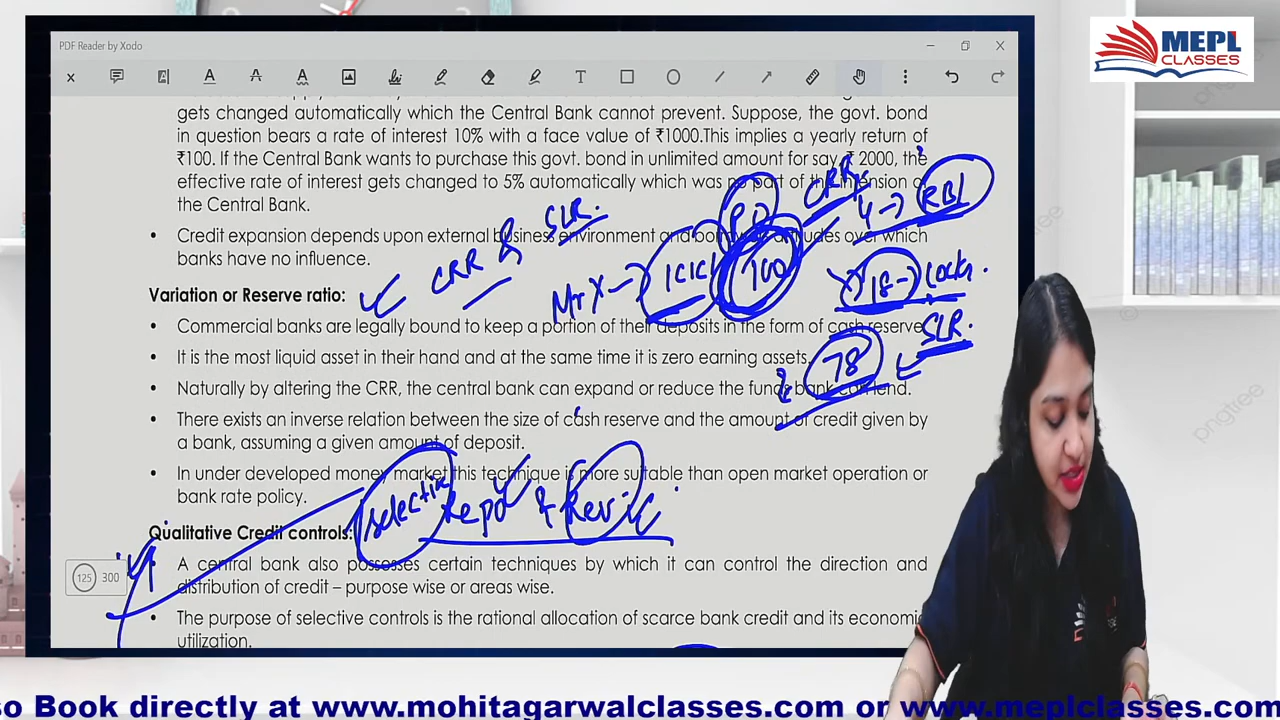 PDF Reader by Xodo
MEPL
CLASSES
gets changed automatically which the Central Bank cannot prevent. Suppose, the govt. bond
in question bears a rate of interest 10% with a face value of ₹1000.This implies a yearly return of
₹100. If the Central Bank wants to purchase this govt. bond in unlimited amount for say ₹ 2000, the
effective rate of interest gets changed to 5% automatically which was no part of the intension of
the Central Bank.
CRR
4 → RBI
Credit expansion depends upon external business environment and borrowers attitudes over which
banks have no influence.
CRR & SLR.
Mr X → ICICI 100
18 → Locker.
SLR.
78
Variation or Reserve ratio:
Commercial banks are legally bound to keep a portion of their deposits in the form of cash reserve
It is the most liquid asset in their hand and at the same time it is zero earning assets.
Naturally by altering the CRR, the central bank can expand or reduce the funds bank can lend.
There exists an inverse relation between the size of cash reserve and the amount of credit given by
a bank, assuming a given amount of deposit.
In under developed money market this technique is more suitable than open market operation or
bank rate policy.
Selective Repo &
Qualitative Credit controls:
A central bank also possesses certain techniques by which it can control the direction and
distribution of credit – purpose wise or areas wise.
The purpose of selective controls is the rational allocation of scarce bank credit and its economic
utilization.
125 300
so Book directly at www.mohitagarwalclasses.com or www.meplclasses.com